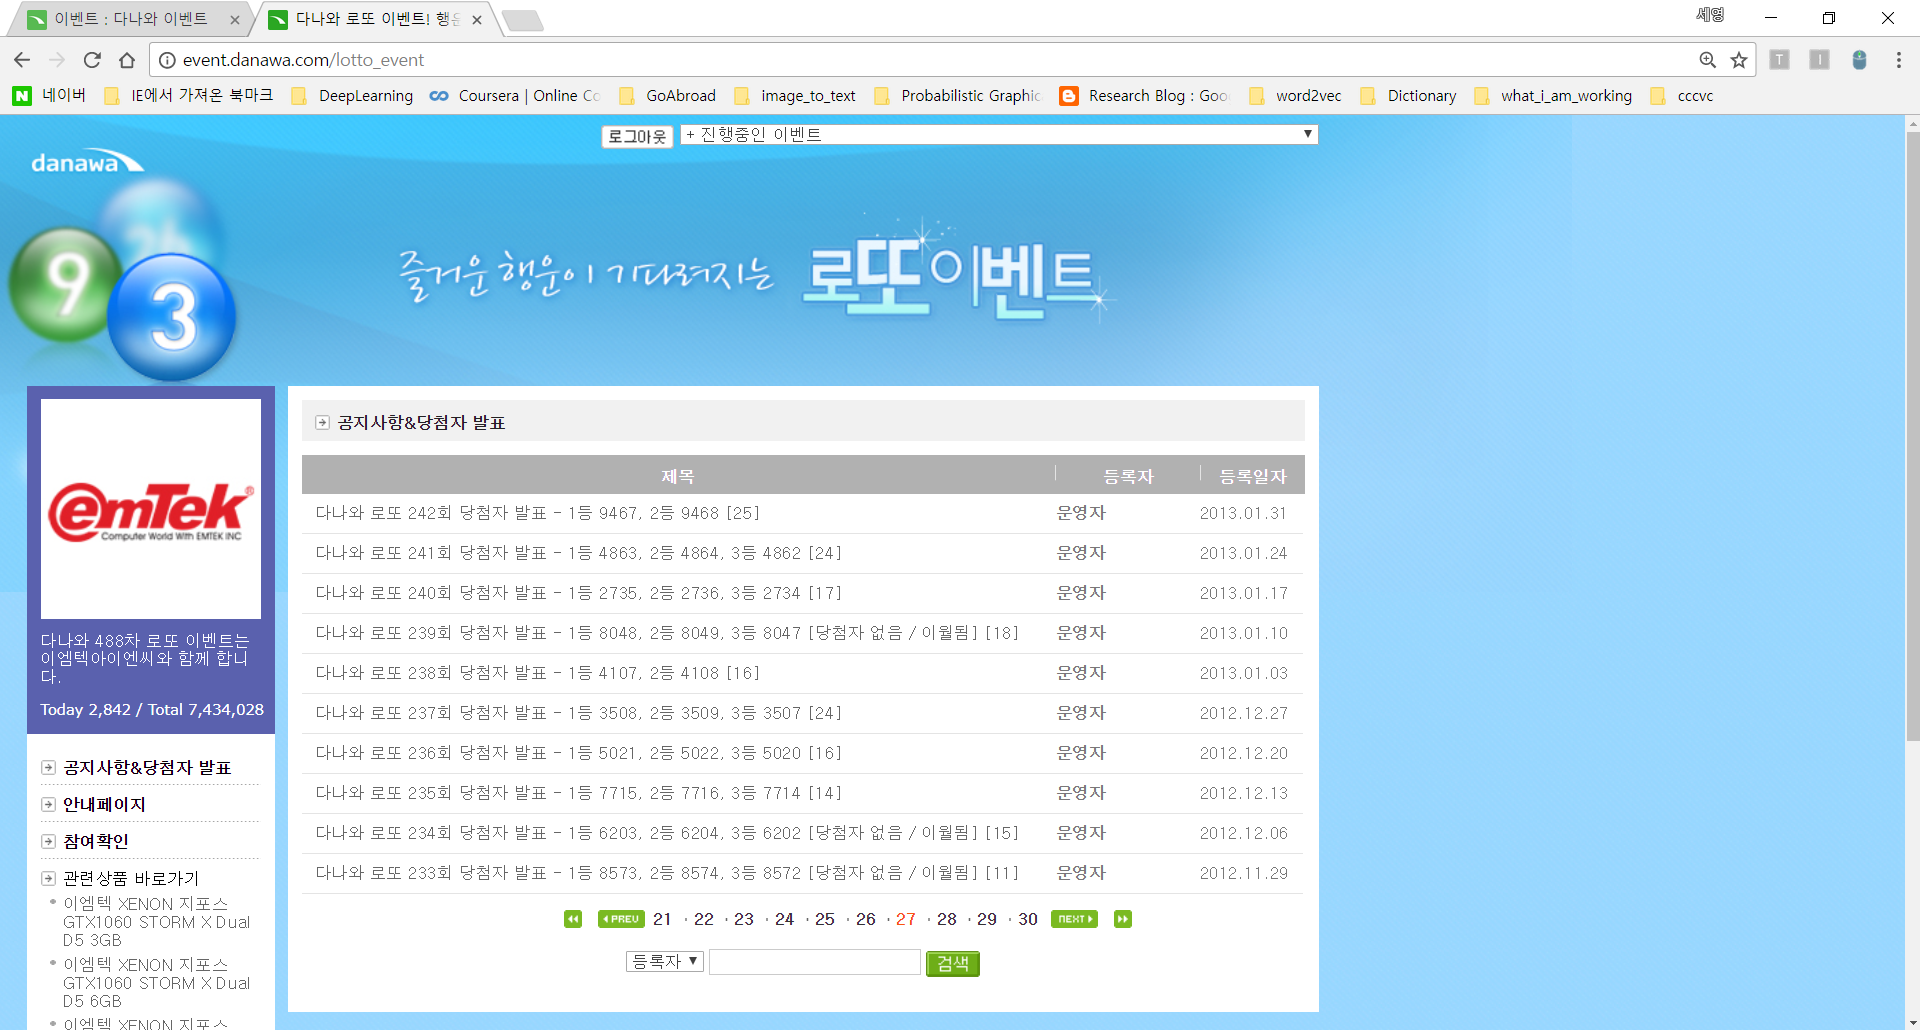 이벤트 : 다나와 이벤트
다나와 로또 이벤트! 행운
세영
event.danawa.com/lotto_event
T
I
N 네이버
IE에서 가져온 북마크
DeepLearning
Coursera | Online Co
GoAbroad
image_to_text
Probabilistic Graphic
Research Blog : Goo
word2vec
Dictionary
what_i_am_working
cccvc
로그아웃
+ 진행중인 이벤트
danawa
26
9
3
즐거운 행운이 기다려지는 로또이벤트
emTek®
Computer World With EMTEK INC
다나와 488차 로또 이벤트는
이엠텍아이엔씨와 함께 합니
다.
Today 2,842 / Total 7,434,028
공지사항&당첨자 발표
안내페이지
참여확인
관련상품 바로가기
이엠텍 XENON 지포스
GTX1060 STORM X Dual
D5 3GB
이엠텍 XENON 지포스
GTX1060 STORM X Dual
D5 6GB
이엠텍 XENON 지포스
공지사항&당첨자 발표
제목 등록자 등록일자
다나와 로또 242회 당첨자 발표 - 1등 9467, 2등 9468 [25] 운영자 2013.01.31
다나와 로또 241회 당첨자 발표 - 1등 4863, 2등 4864, 3등 4862 [24] 운영자 2013.01.24
다나와 로또 240회 당첨자 발표 - 1등 2735, 2등 2736, 3등 2734 [17] 운영자 2013.01.17
다나와 로또 239회 당첨자 발표 - 1등 8048, 2등 8049, 3등 8047 [당첨자 없음 / 이월됨] [18] 운영자 2013.01.10
다나와 로또 238회 당첨자 발표 - 1등 4107, 2등 4108 [16] 운영자 2013.01.03
다나와 로또 237회 당첨자 발표 - 1등 3508, 2등 3509, 3등 3507 [24] 운영자 2012.12.27
다나와 로또 236회 당첨자 발표 - 1등 5021, 2등 5022, 3등 5020 [16] 운영자 2012.12.20
다나와 로또 235회 당첨자 발표 - 1등 7715, 2등 7716, 3등 7714 [14] 운영자 2012.12.13
다나와 로또 234회 당첨자 발표 - 1등 6203, 2등 6204, 3등 6202 [당첨자 없음 / 이월됨] [15] 운영자 2012.12.06
다나와 로또 233회 당첨자 발표 - 1등 8573, 2등 8574, 3등 8572 [당첨자 없음 / 이월됨] [11] 운영자 2012.11.29
PREV 21 · 22 · 23 · 24 · 25 · 26 · 27 · 28 · 29 · 30 NEXT
등록자 검색